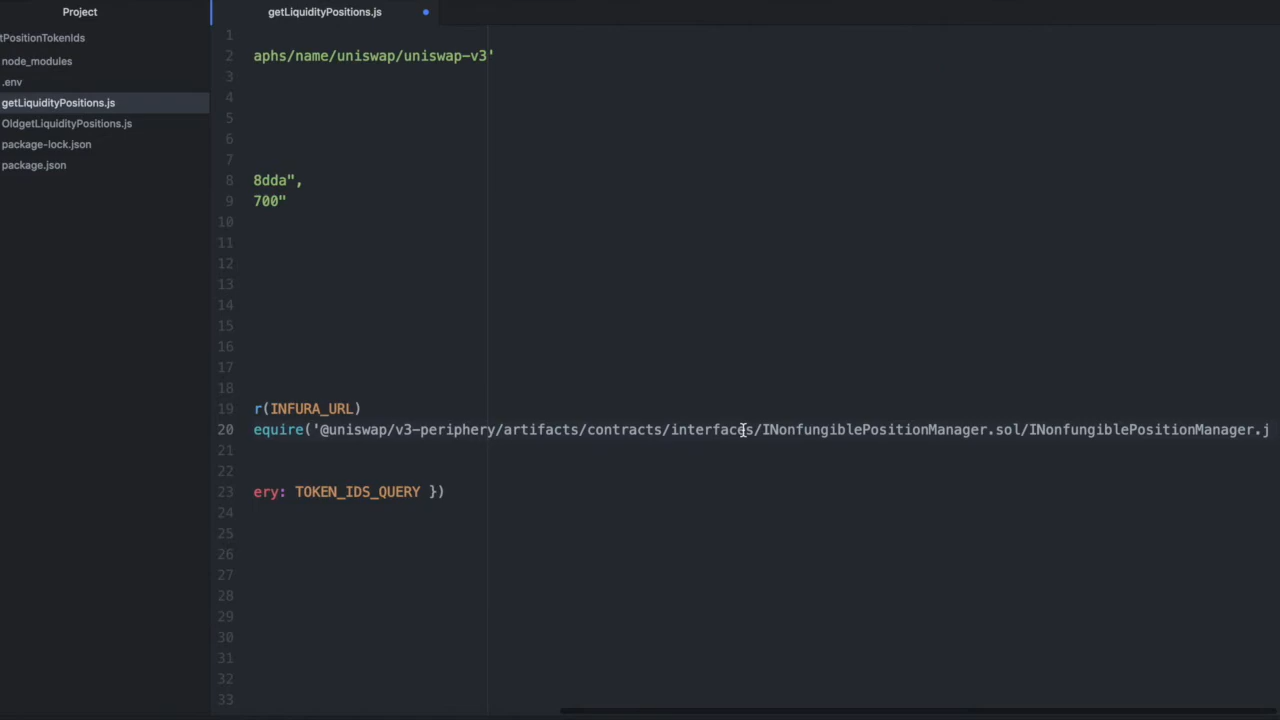 Project
getLiquidityPositions.js
tPositionTokenIds
node_modules
.env
getLiquidityPositions.js
OldgetLiquidityPositions.js
package-lock.json
package.json
1
2 aphs/name/uniswap/uniswap-v3'
3
4
5
6
7
8 8dda",
9 700"
10
11
12
13
14
15
16
17
18
19 r(INFURA_URL)
20 equire('@uniswap/v3-periphery/artifacts/contracts/interfaces/INonfungiblePositionManager.sol/INonfungiblePositionManager.j
21
22
23 ery: TOKEN_IDS_QUERY })
24
25
26
27
28
29
30
31
32
33